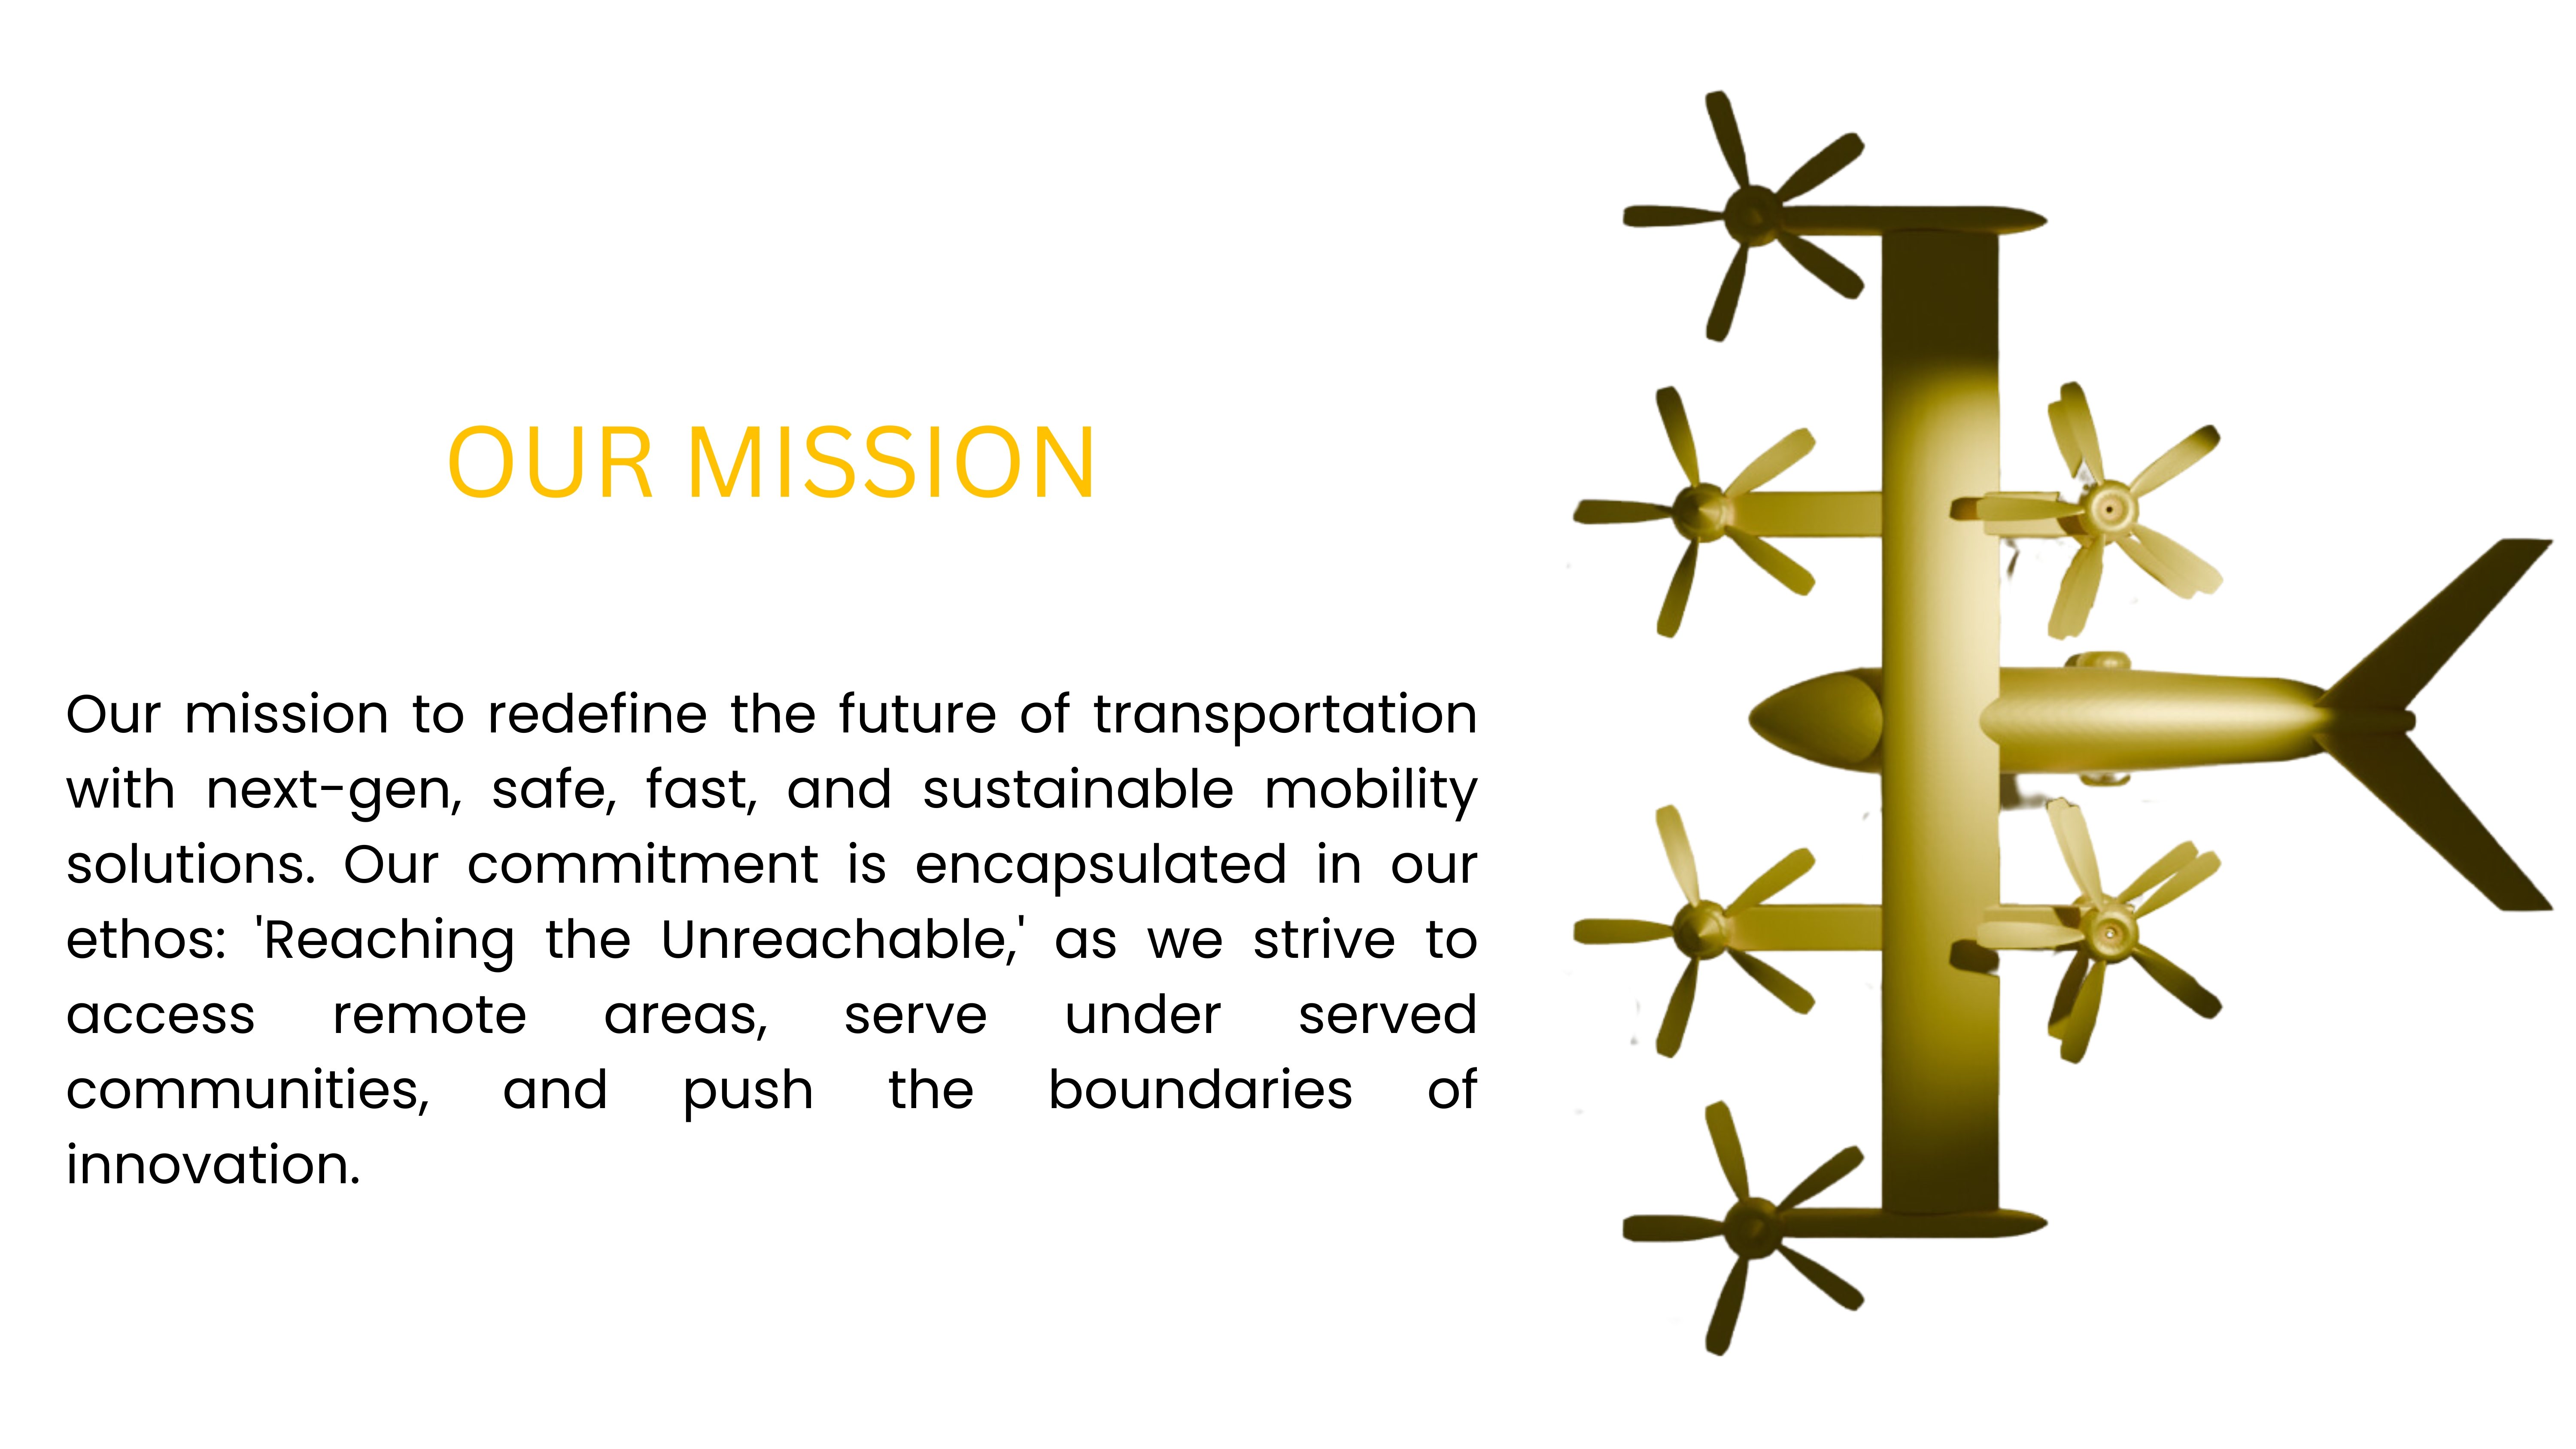 OUR MISSION
Our mission to redefine the future of transportation
with next-gen, safe, fast, and sustainable mobility
solutions. Our commitment is encapsulated in our
ethos: 'Reaching the Unreachable,' as we strive to
access remote areas, serve under served
communities, and push the boundaries of
innovation.